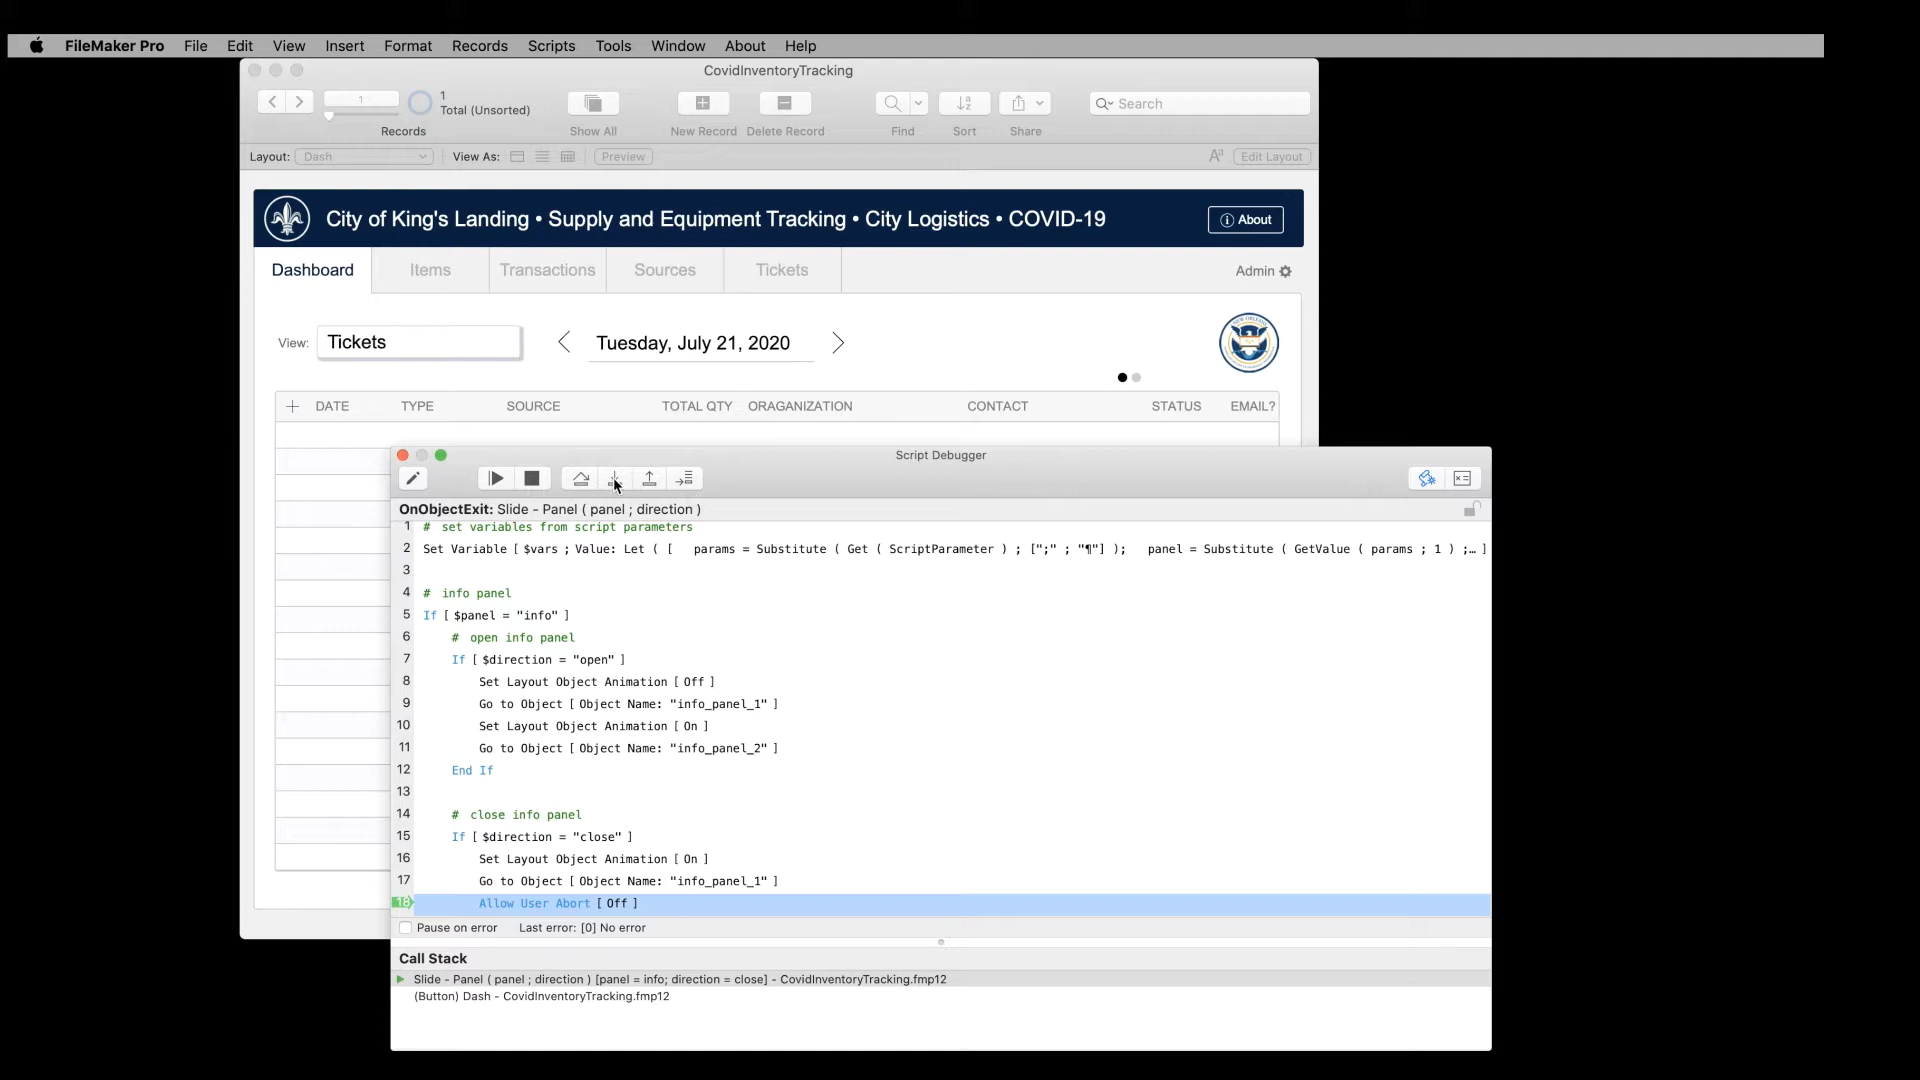 FileMaker Pro File Edit View Insert Format Records Scripts Tools Window About Help
CovidInventoryTracking
1
1
Total (Unsorted)
Search
Records Show All New Record Delete Record Find Sort Share
Layout: Dash View As: Preview Aa Edit Layout
City of King's Landing • Supply and Equipment Tracking • City Logistics • COVID-19 About
Dashboard Items Transactions Sources Tickets Admin
View: Tickets Tuesday, July 21, 2020
NEW ORLEANS
+ DATE TYPE SOURCE TOTAL QTY ORAGANIZATION CONTACT STATUS EMAIL?
Script Debugger
OnObjectExit: Slide - Panel ( panel ; direction )
1 # set variables from script parameters
2 Set Variable [ $vars ; Value: Let ( [ params = Substitute ( Get ( ScriptParameter ) ; [";" ; "¶"] ); panel = Substitute ( GetValue ( params ; 1 ) ;… ]
3
4 # info panel
5 If [ $panel = "info" ]
6 # open info panel
7 If [ $direction = "open" ]
8 Set Layout Object Animation [ Off ]
9 Go to Object [ Object Name: "info_panel_1" ]
10 Set Layout Object Animation [ On ]
11 Go to Object [ Object Name: "info_panel_2" ]
12 End If
13
14 # close info panel
15 If [ $direction = "close" ]
16 Set Layout Object Animation [ On ]
17 Go to Object [ Object Name: "info_panel_1" ]
18 Allow User Abort [ Off ]
Pause on error Last error: [0] No error
Call Stack
Slide - Panel ( panel ; direction ) [panel = info; direction = close] - CovidInventoryTracking.fmp12
(Button) Dash - CovidInventoryTracking.fmp12